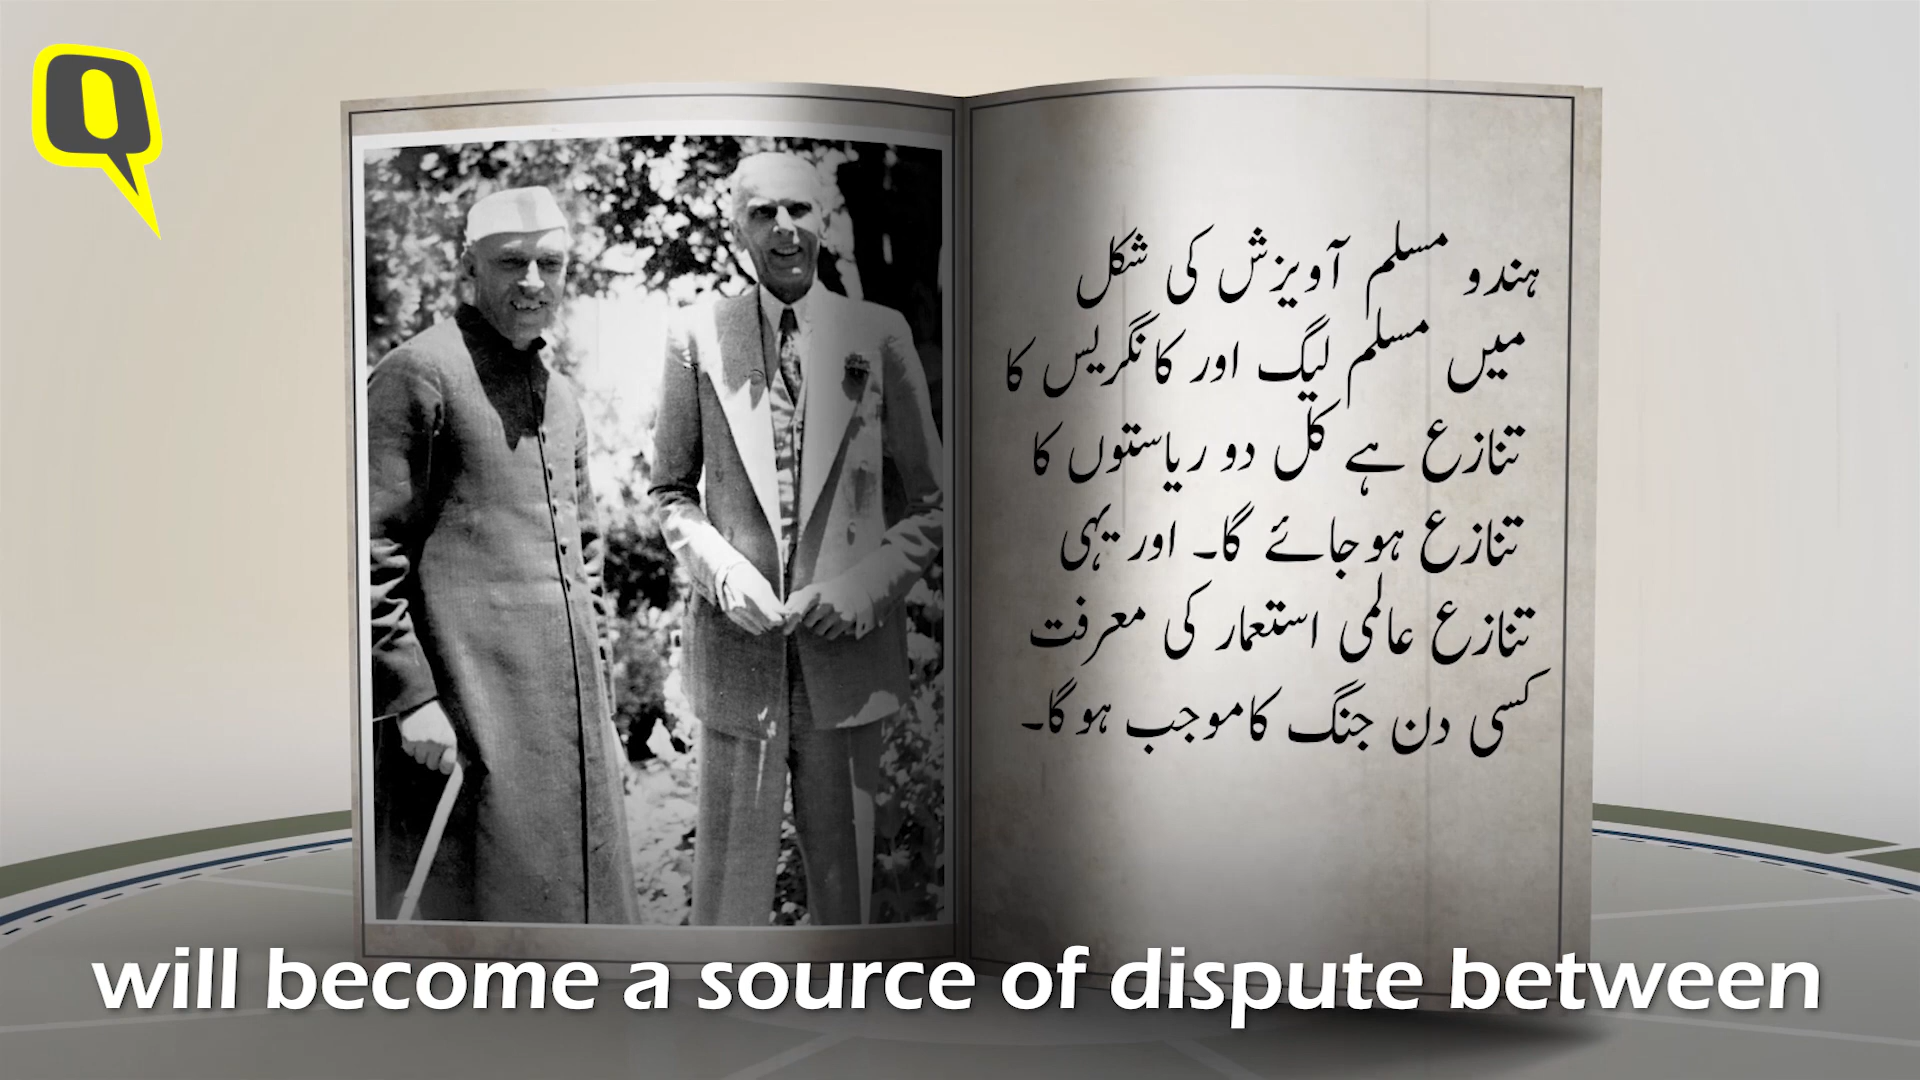 Q
ہندو مسلم آویزش کی شکل
میں مسلم لیگ اور کانگریس کا
تنازع ہے کل دو ریاستوں کا
تنازع ہو جائے گا۔ اور یہی
تنازع عالمی استعمار کی معرفت
کسی دن جنگ کا موجب ہو گا۔
will become a source of dispute between